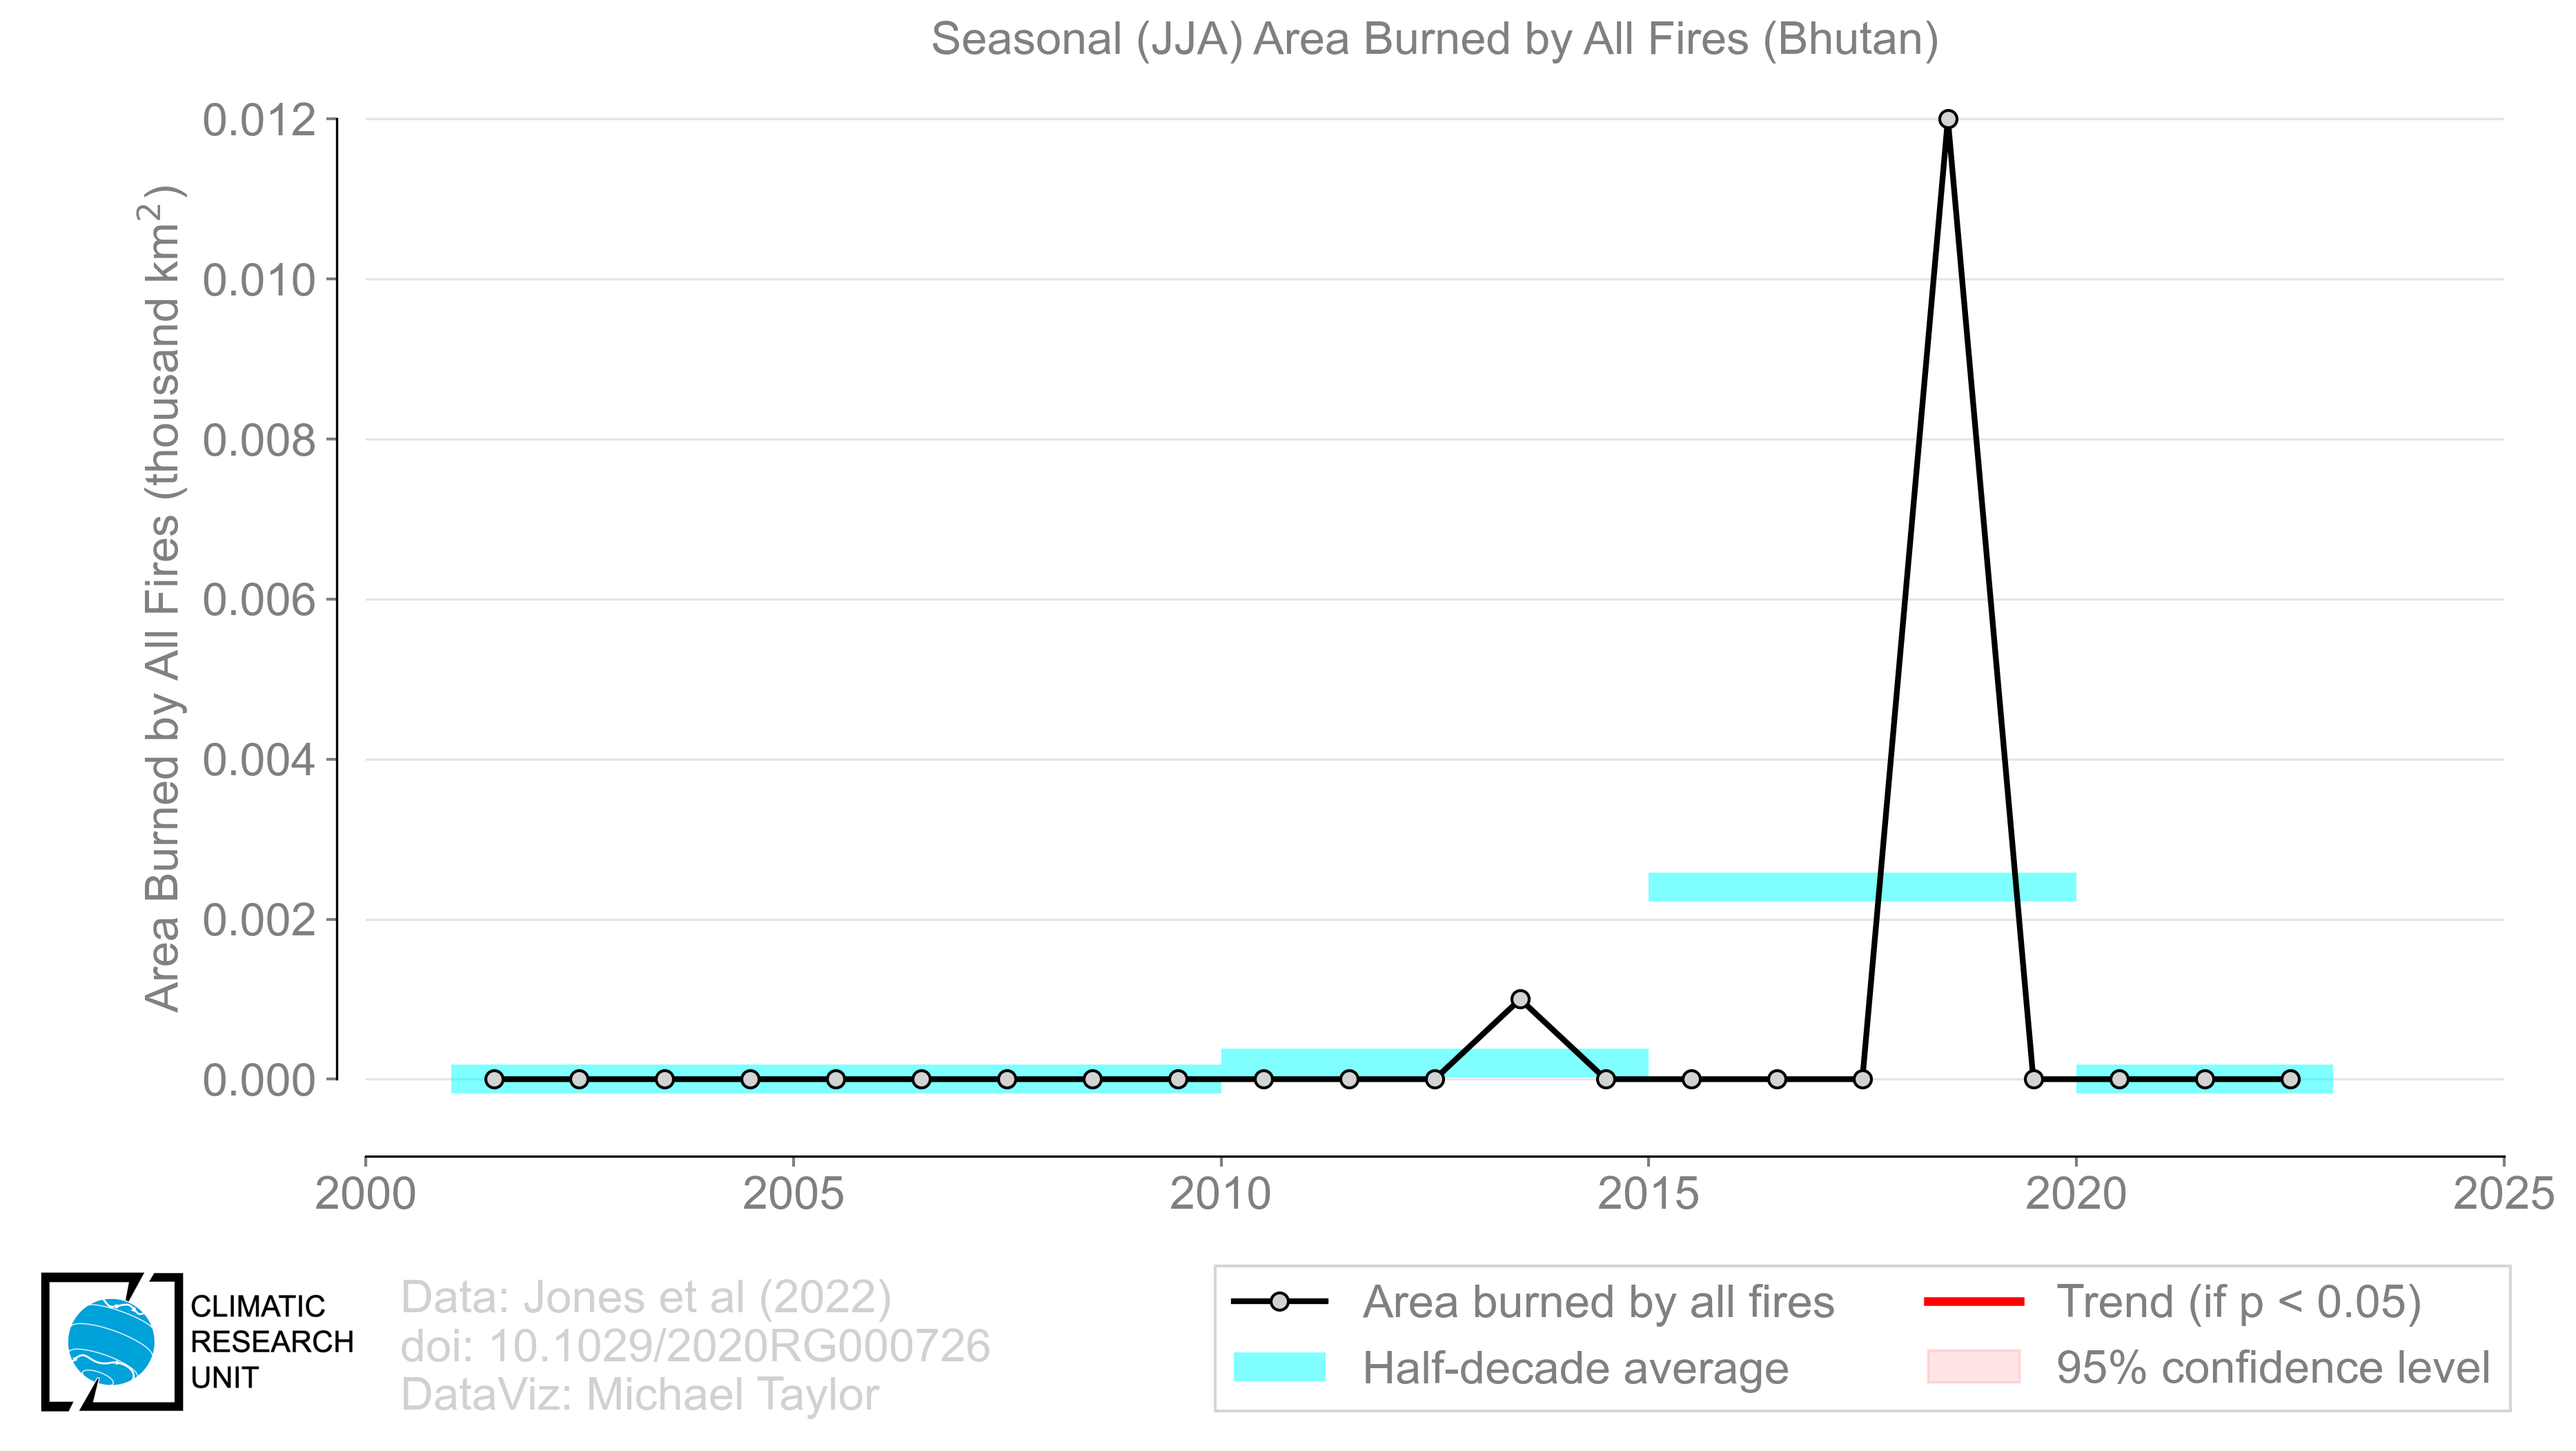 Seasonal (JJA) Area Burned by All Fires (Bhutan)
Area Burned by All Fires (thousand km²)
0.012
0.010
0.008
0.006
0.004
0.002
0.000
2000 2005 2010 2015 2020 2025
CLIMATIC
RESEARCH
UNIT
Data: Jones et al (2022)
doi: 10.1029/2020RG000726
DataViz: Michael Taylor
Area burned by all fires
Half-decade average
Trend (if p < 0.05)
95% confidence level